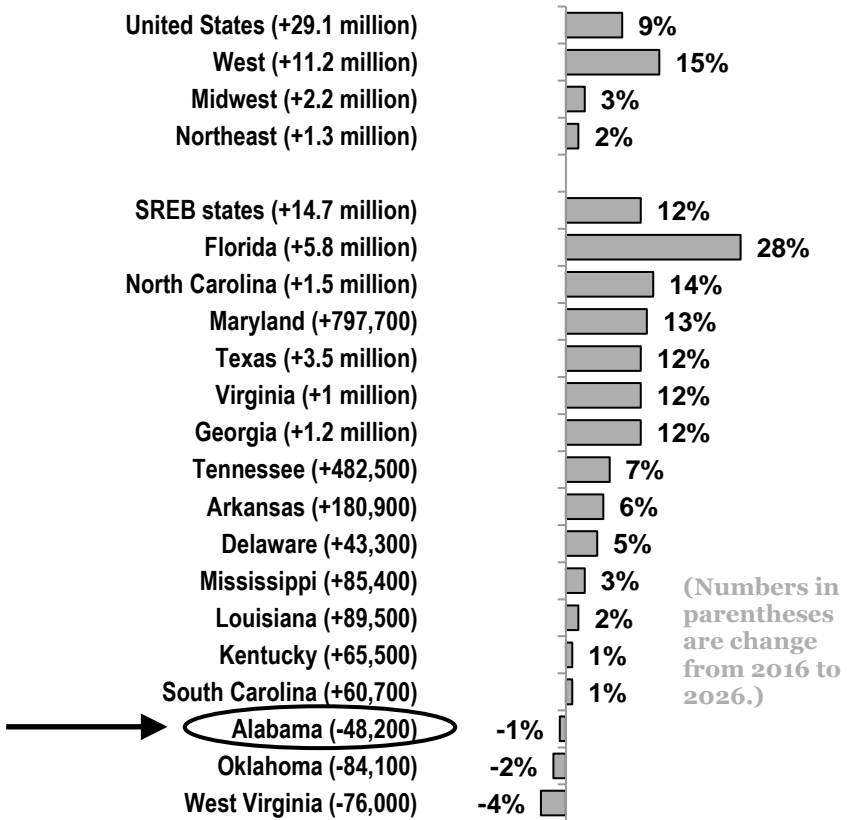 United States (+29.1 million) 9%
West (+11.2 million) 15%
Midwest (+2.2 million) 3%
Northeast (+1.3 million) 2%
SREB states (+14.7 million) 12%
Florida (+5.8 million) 28%
North Carolina (+1.5 million) 14%
Maryland (+797,700) 13%
Texas (+3.5 million) 12%
Virginia (+1 million) 12%
Georgia (+1.2 million) 12%
Tennessee (+482,500) 7%
Arkansas (+180,900) 6%
Delaware (+43,300) 5%
Mississippi (+85,400) 3%
Louisiana (+89,500) 2%
Kentucky (+65,500) 1%
South Carolina (+60,700) 1%
Alabama (-48,200) -1%
Oklahoma (-84,100) -2%
West Virginia (-76,000) -4%
(Numbers in
parentheses
are change
from 2016 to
2026.)